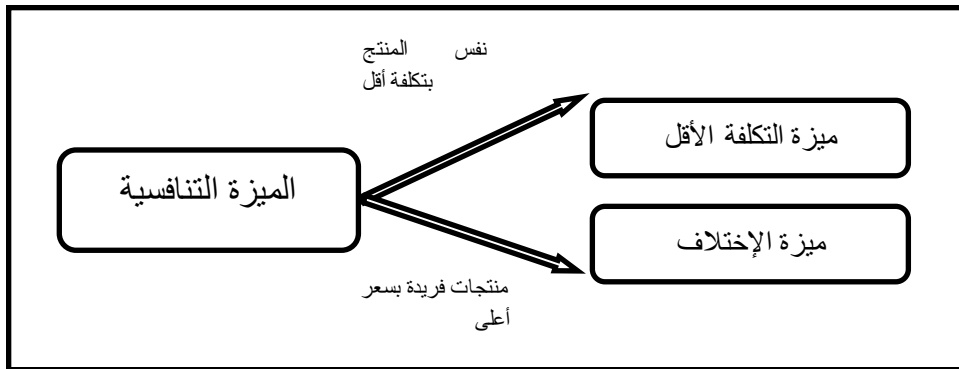 نفس المنتج
بتكلفة أقل
ميزة التكلفة الأقل
الميزة التنافسية
ميزة الإختلاف
منتجات فريدة بسعر
أعلى